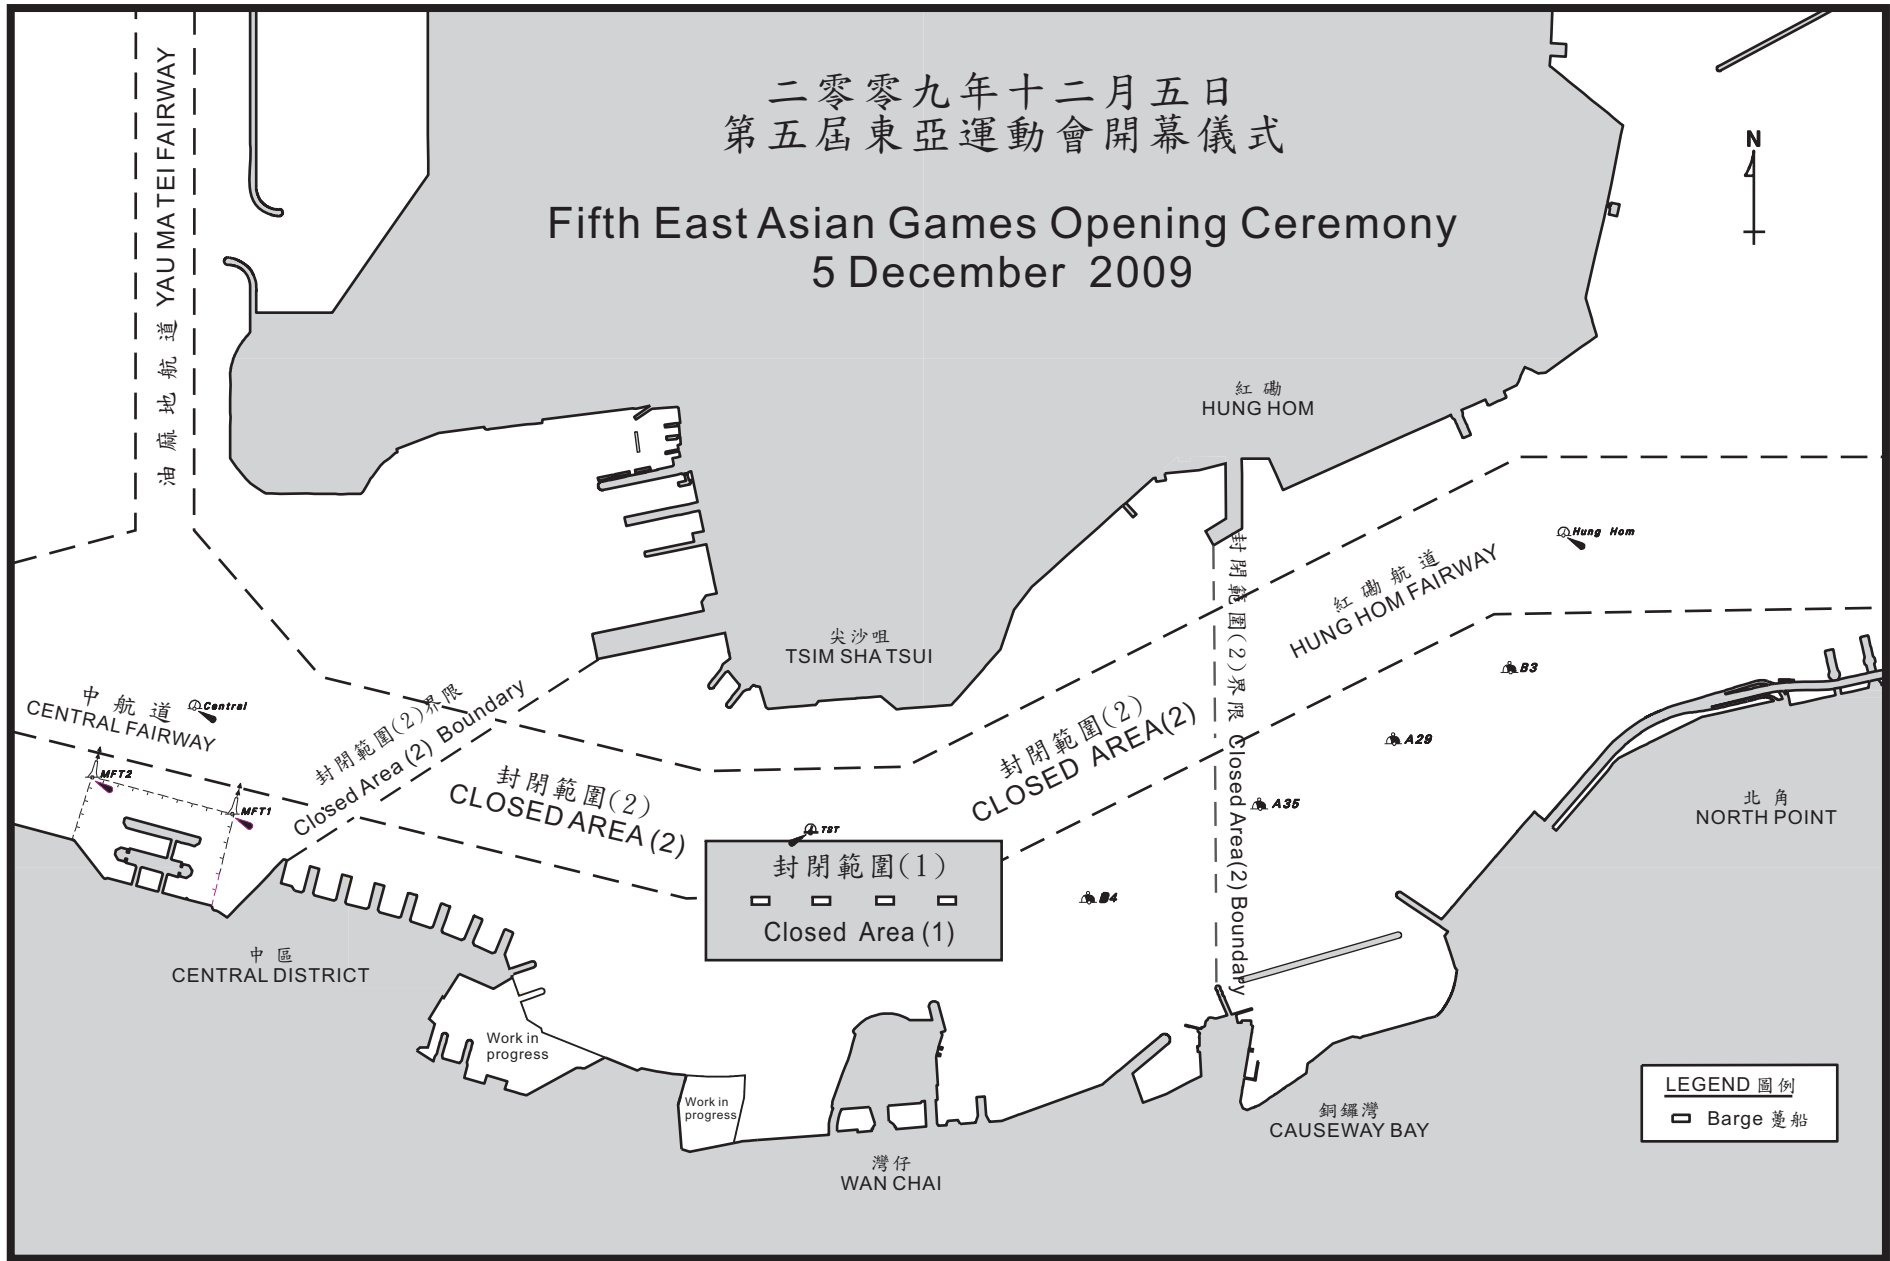 二零零九年十二月五日
第五屆東亞運動會開幕儀式
Fifth East Asian Games Opening Ceremony
5 December 2009
N
油麻地航道 YAU MA TEI FAIRWAY
紅磡
HUNG HOM
Hung Hom
紅磡航道
HUNG HOM FAIRWAY
尖沙咀
TSIM SHA TSUI
中航道
CENTRAL FAIRWAY
Central
MFT2
MFT1
封閉範圍(2)界限
Closed Area (2) Boundary
封閉範圍(2)
CLOSED AREA (2)
封閉範圍(2)
CLOSED AREA(2)
封閉範圍(2)界限 Closed Area(2) Boundary
B3
A29
A35
B4
TST
封閉範圍(1)
Closed Area (1)
北角
NORTH POINT
中區
CENTRAL DISTRICT
Work in
progress
Work in
progress
灣仔
WAN CHAI
銅鑼灣
CAUSEWAY BAY
LEGEND 圖例
Barge 躉船